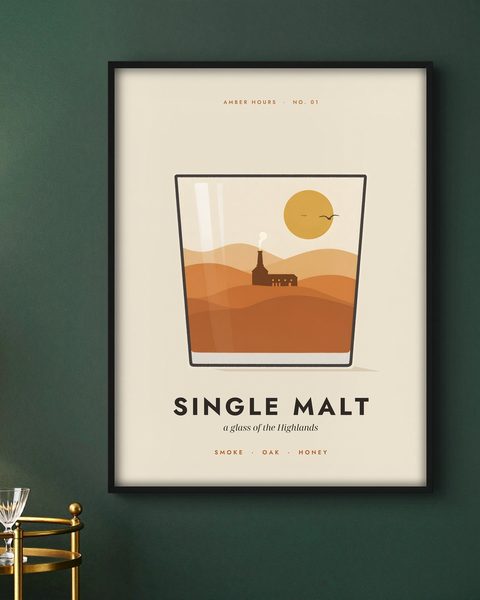 AMBER HOURS · NO. 01
SINGLE MALT
a glass of the Highlands
SMOKE · OAK · HONEY